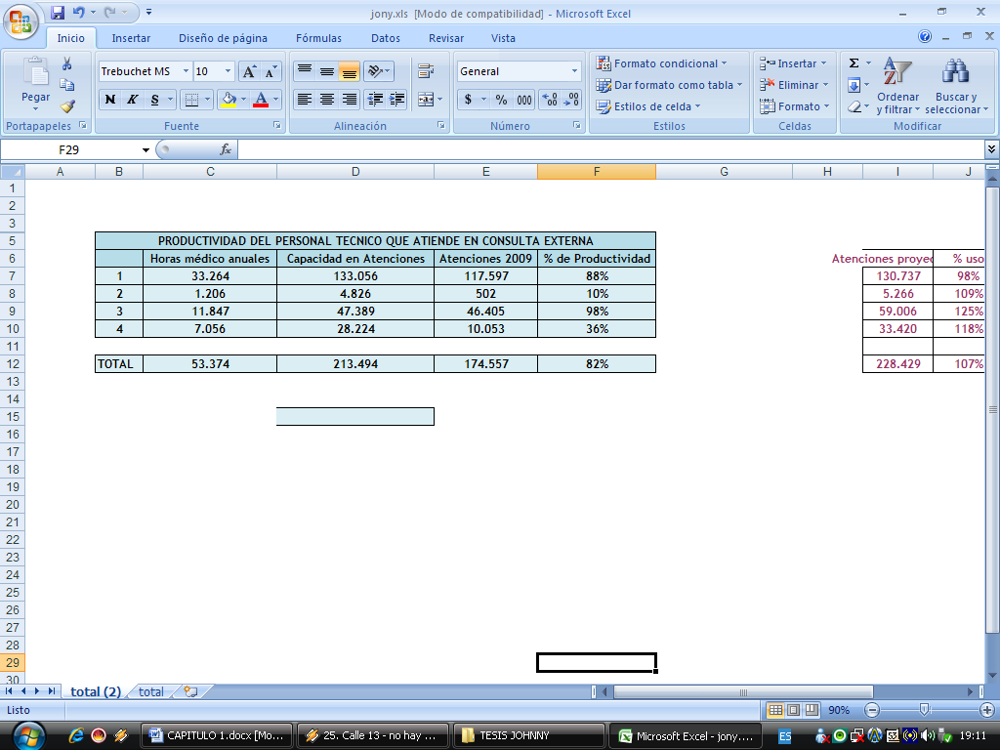 jony.xls [Modo de compatibilidad] - Microsoft Excel
Inicio Insertar Diseño de página Fórmulas Datos Revisar Vista
Pegar
Portapapeles
Trebuchet MS 10
N K S
Fuente
Alineación
General
$ % 000
Número
Formato condicional
Dar formato como tabla
Estilos de celda
Estilos
Insertar
Eliminar
Formato
Celdas
Σ
Ordenar y filtrar
Buscar y seleccionar
Modificar
F29 fx
A B C D E F G H I J
1
2
3
5 PRODUCTIVIDAD DEL PERSONAL TECNICO QUE ATIENDE EN CONSULTA EXTERNA
6 Horas médico anuales Capacidad en Atenciones Atenciones 2009 % de Productividad Atenciones proyec % uso
7 1 33.264 133.056 117.597 88% 130.737 98%
8 2 1.206 4.826 502 10% 5.266 109%
9 3 11.847 47.389 46.405 98% 59.006 125%
10 4 7.056 28.224 10.053 36% 33.420 118%
11
12 TOTAL 53.374 213.494 174.557 82% 228.429 107%
13
14
15
16
17
18
19
20
21
22
23
24
25
26
27
28
29
30
total (2) total
Listo 90%
CAPITULO 1.docx [Mo... 25. Calle 13 - no hay ... TESIS JOHNNY Microsoft Excel - jony.... ES 19:11